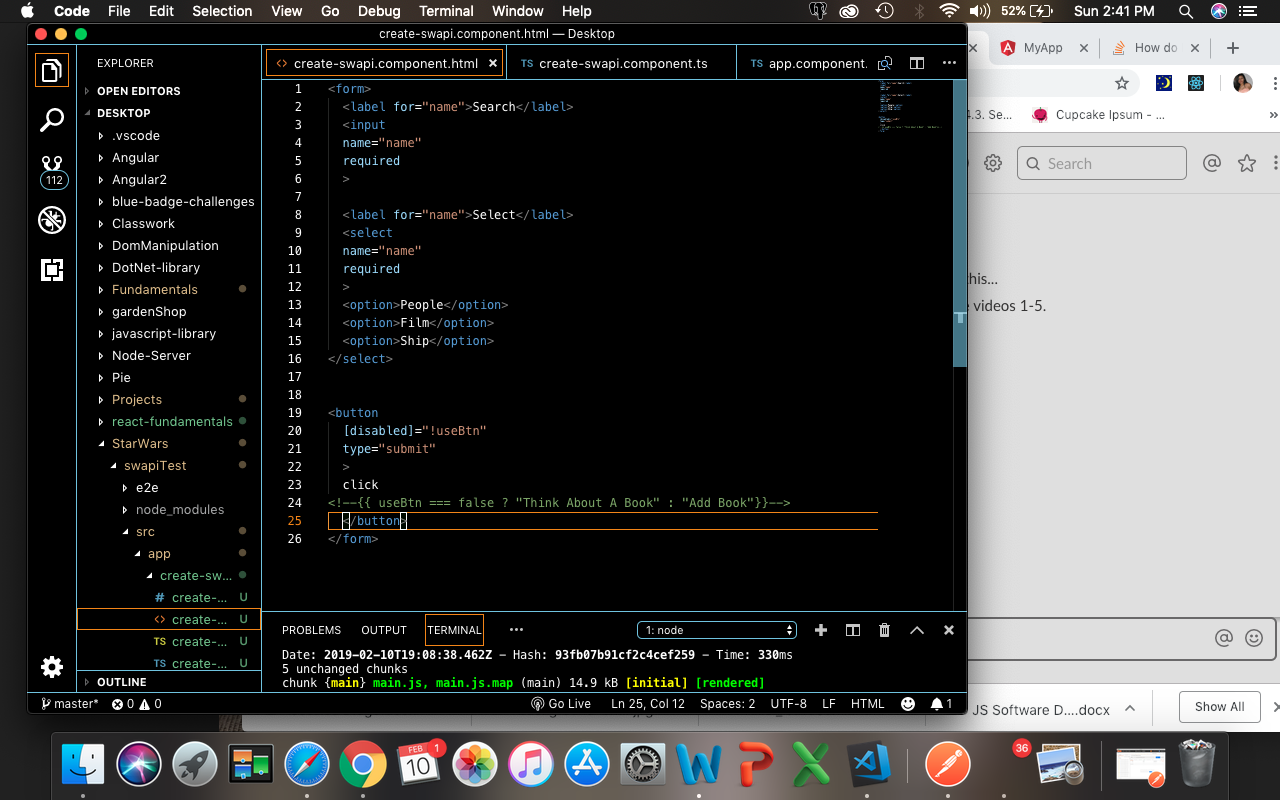 Code File Edit Selection View Go Debug Terminal Window Help 52% Sun 2:41 PM
create-swapi.component.html — Desktop
MyApp How do
EXPLORER
create-swapi.component.html
TS create-swapi.component.ts
TS app.component.
OPEN EDITORS
DESKTOP
.vscode
Angular
Angular2
blue-badge-challenges
Classwork
DomManipulation
DotNet-library
Fundamentals
gardenShop
javascript-library
Node-Server
Pie
Projects
react-fundamentals
StarWars
swapiTest
e2e
node_modules
src
app
create-sw...
# create-... U
<> create-... U
TS create-... U
TS create-... U
OUTLINE
112
1 <form>
2 <label for="name">Search</label>
3 <input
4 name="name"
5 required
6 >
7
8 <label for="name">Select</label>
9 <select
10 name="name"
11 required
12 >
13 <option>People</option>
14 <option>Film</option>
15 <option>Ship</option>
16 </select>
17
18
19 <button
20 [disabled]="!useBtn"
21 type="submit"
22 >
23 click
24 <!--{{ useBtn === false ? "Think About A Book" : "Add Book"}}-->
25 </button>
26 </form>
PROBLEMS OUTPUT TERMINAL ••• 1: node
Date: 2019-02-10T19:08:38.462Z - Hash: 93fb07b91cf2c4cef259 - Time: 330ms
5 unchanged chunks
chunk {main} main.js, main.js.map (main) 14.9 kB [initial] [rendered]
master* 0 0 Go Live Ln 25, Col 12 Spaces: 2 UTF-8 LF HTML 1
4.3. Se... Cupcake Ipsum - ... »
Search
his...
videos 1-5.
JS Software D....docx Show All
FEB 10 1
36